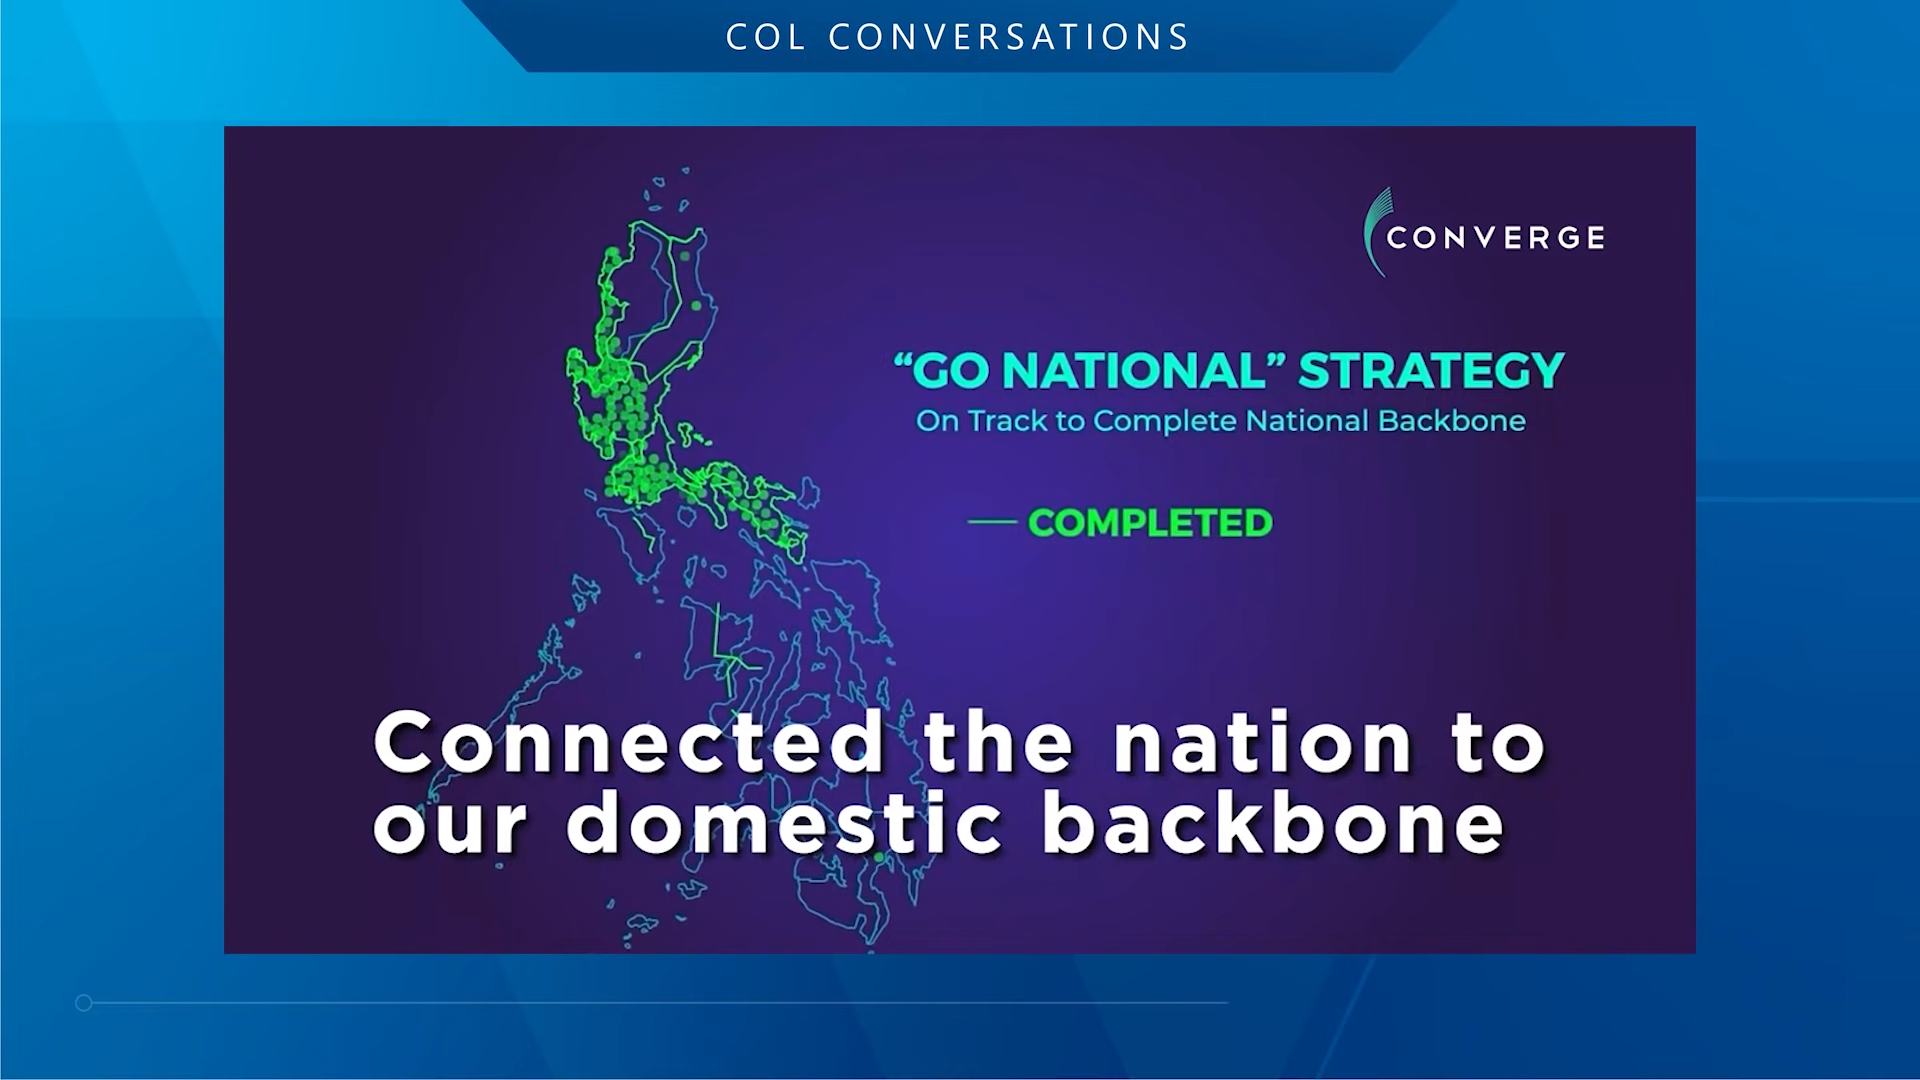 COL CONVERSATIONS
CONVERGE
“GO NATIONAL” STRATEGY
On Track to Complete National Backbone
COMPLETED
Connected the nation to
our domestic backbone